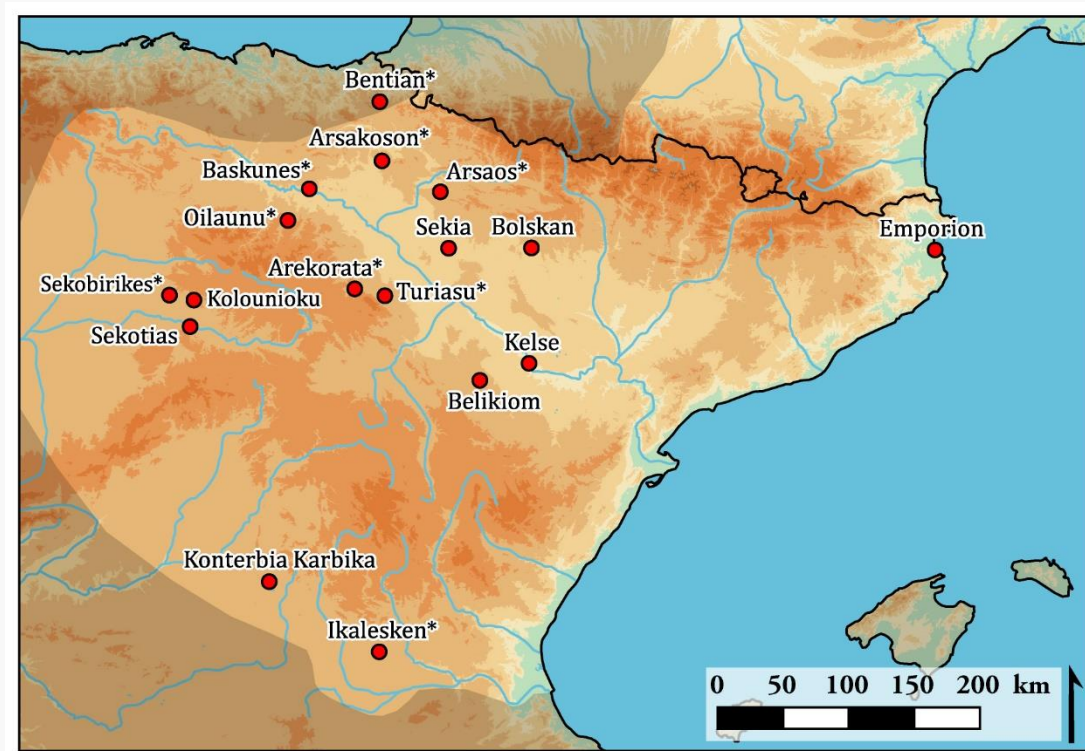 Bentian*
Arsakoson*
Baskunes*
Arsaos*
Oilaunu*
Sekia
Bolskan
Emporion
Arekorata*
Sekobirikes*
Kolounioku
Turiasu*
Sekotias
Kelse
Belikiom
Konterbia Karbika
Ikalesken*
0 50 100 150 200 km